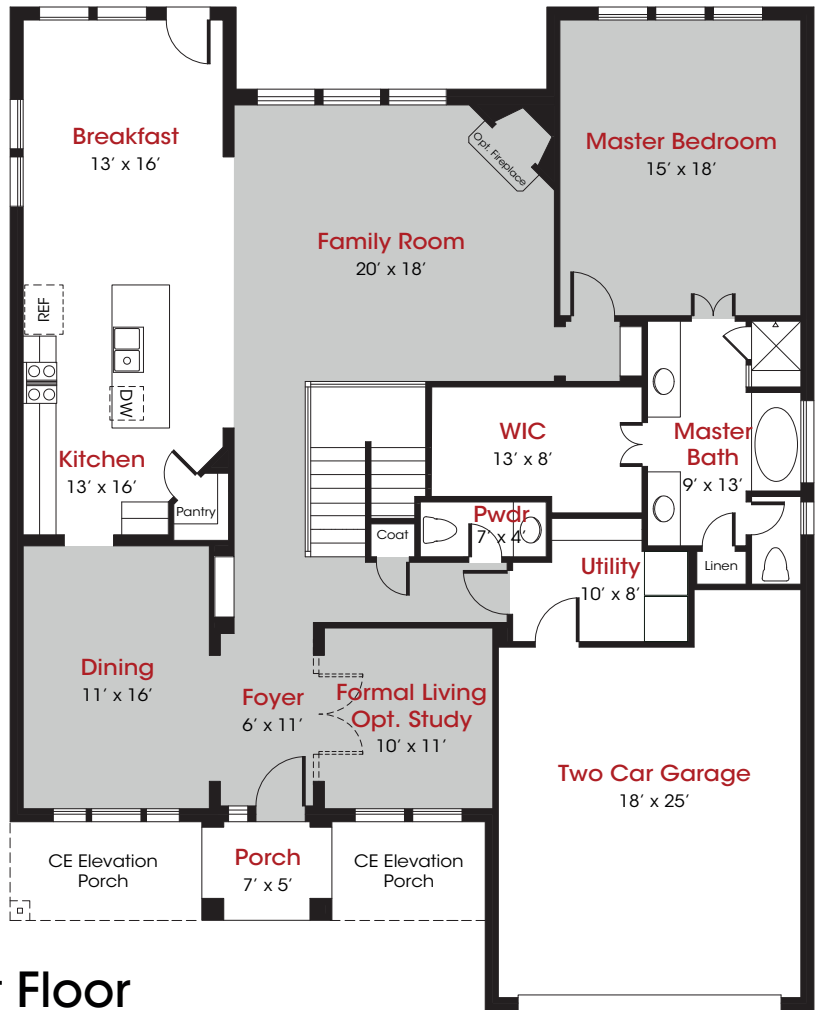 Breakfast
13' x 16'
Master Bedroom
15' x 18'
Opt. Fireplace
Family Room
20' x 18'
REF
DW
Kitchen
13' x 16'
Pantry
WIC
13' x 8'
Master
Bath
9' x 13'
Pwdr
7' x 4'
Coat
Utility
10' x 8'
Linen
Dining
11' x 16'
Foyer
6' x 11'
Formal Living
Opt. Study
10' x 11'
Two Car Garage
18' x 25'
CE Elevation
Porch
Porch
7' x 5'
CE Elevation
Porch
Floor